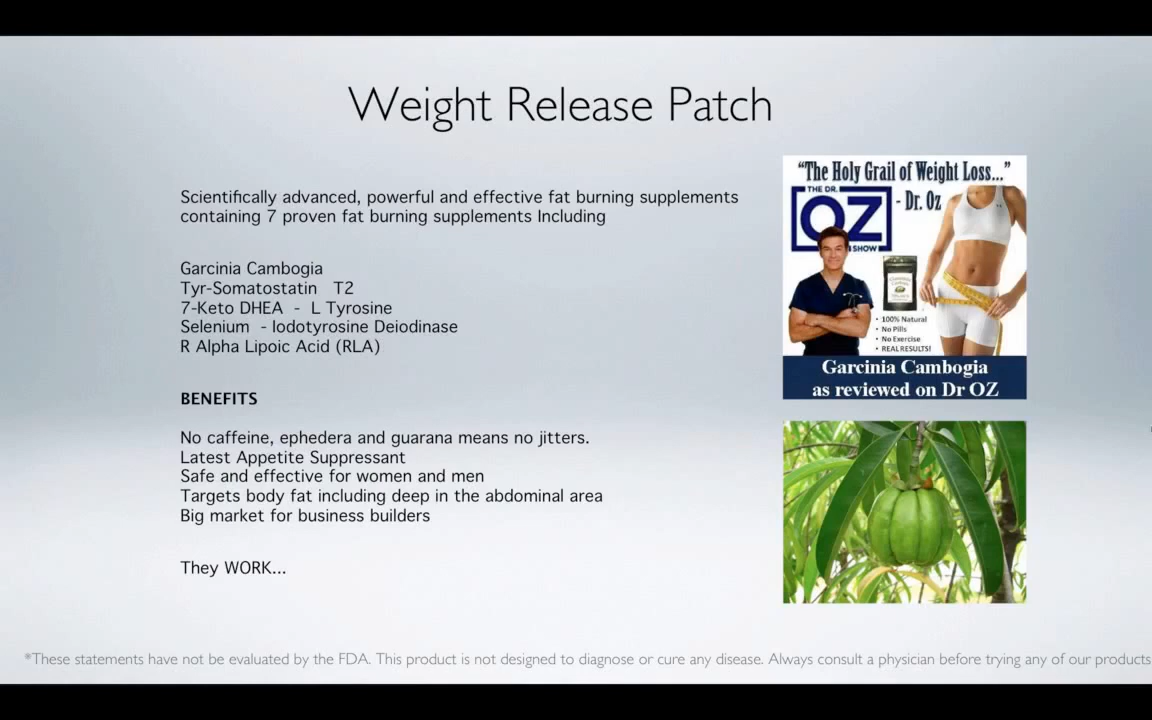 Weight Release Patch
Scientifically advanced, powerful and effective fat burning supplements
containing 7 proven fat burning supplements Including
Garcinia Cambogia
Tyr-Somatostatin T2
7-Keto DHEA - L Tyrosine
Selenium - Iodotyrosine Deiodinase
R Alpha Lipoic Acid (RLA)
BENEFITS
No caffeine, ephedera and guarana means no jitters.
Latest Appetite Suppressant
Safe and effective for women and men
Targets body fat including deep in the abdominal area
Big market for business builders
They WORK...
"The Holy Grail of Weight Loss..."
THE DR.
OZ
SHOW
- Dr. Oz
• 100% Natural
• No Pills
• No Exercise
• REAL RESULTS!
Garcinia Cambogia
as reviewed on Dr OZ
*These statements have not be evaluated by the FDA. This product is not designed to diagnose or cure any disease. Always consult a physician before trying any of our products